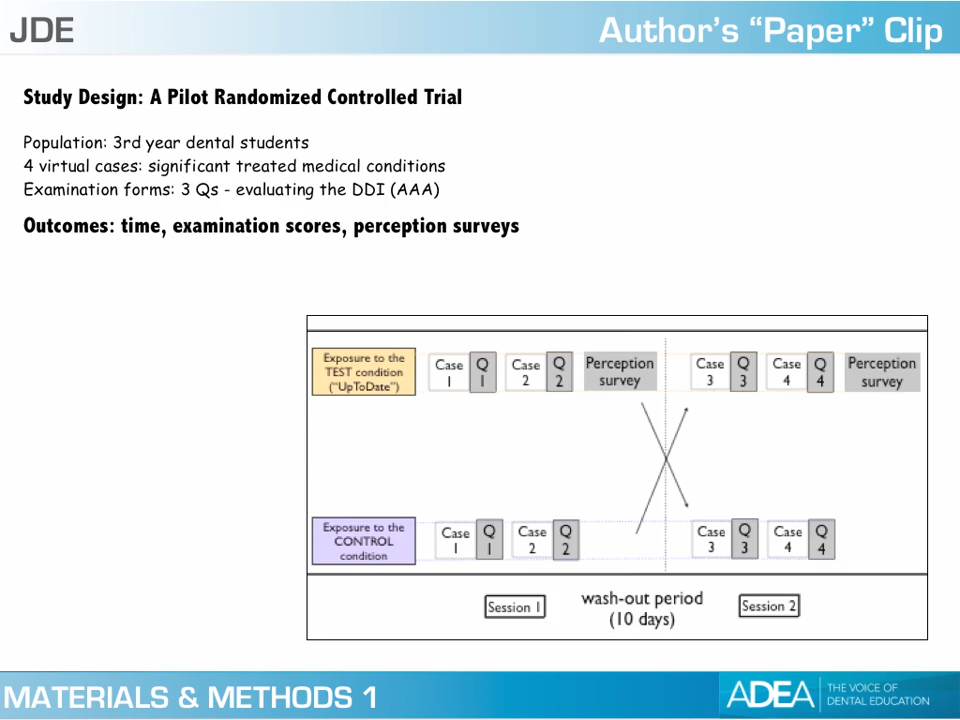 JDE
Author's “Paper” Clip
Study Design: A Pilot Randomized Controlled Trial
Population: 3rd year dental students
4 virtual cases: significant treated medical conditions
Examination forms: 3 Qs - evaluating the DDI (AAA)
Outcomes: time, examination scores, perception surveys
Exposure to the
TEST condition
("UpToDate")
Case
1
Q
1
Case
2
Q
2
Perception
survey
Case
3
Q
3
Case
4
Q
4
Perception
survey
Exposure to the
CONTROL
condition
Case
1
Q
1
Case
2
Q
2
Case
3
Q
3
Case
4
Q
4
Session 1
wash-out period
(10 days)
Session 2
MATERIALS & METHODS 1
ADEA
THE VOICE OF
DENTAL EDUCATION